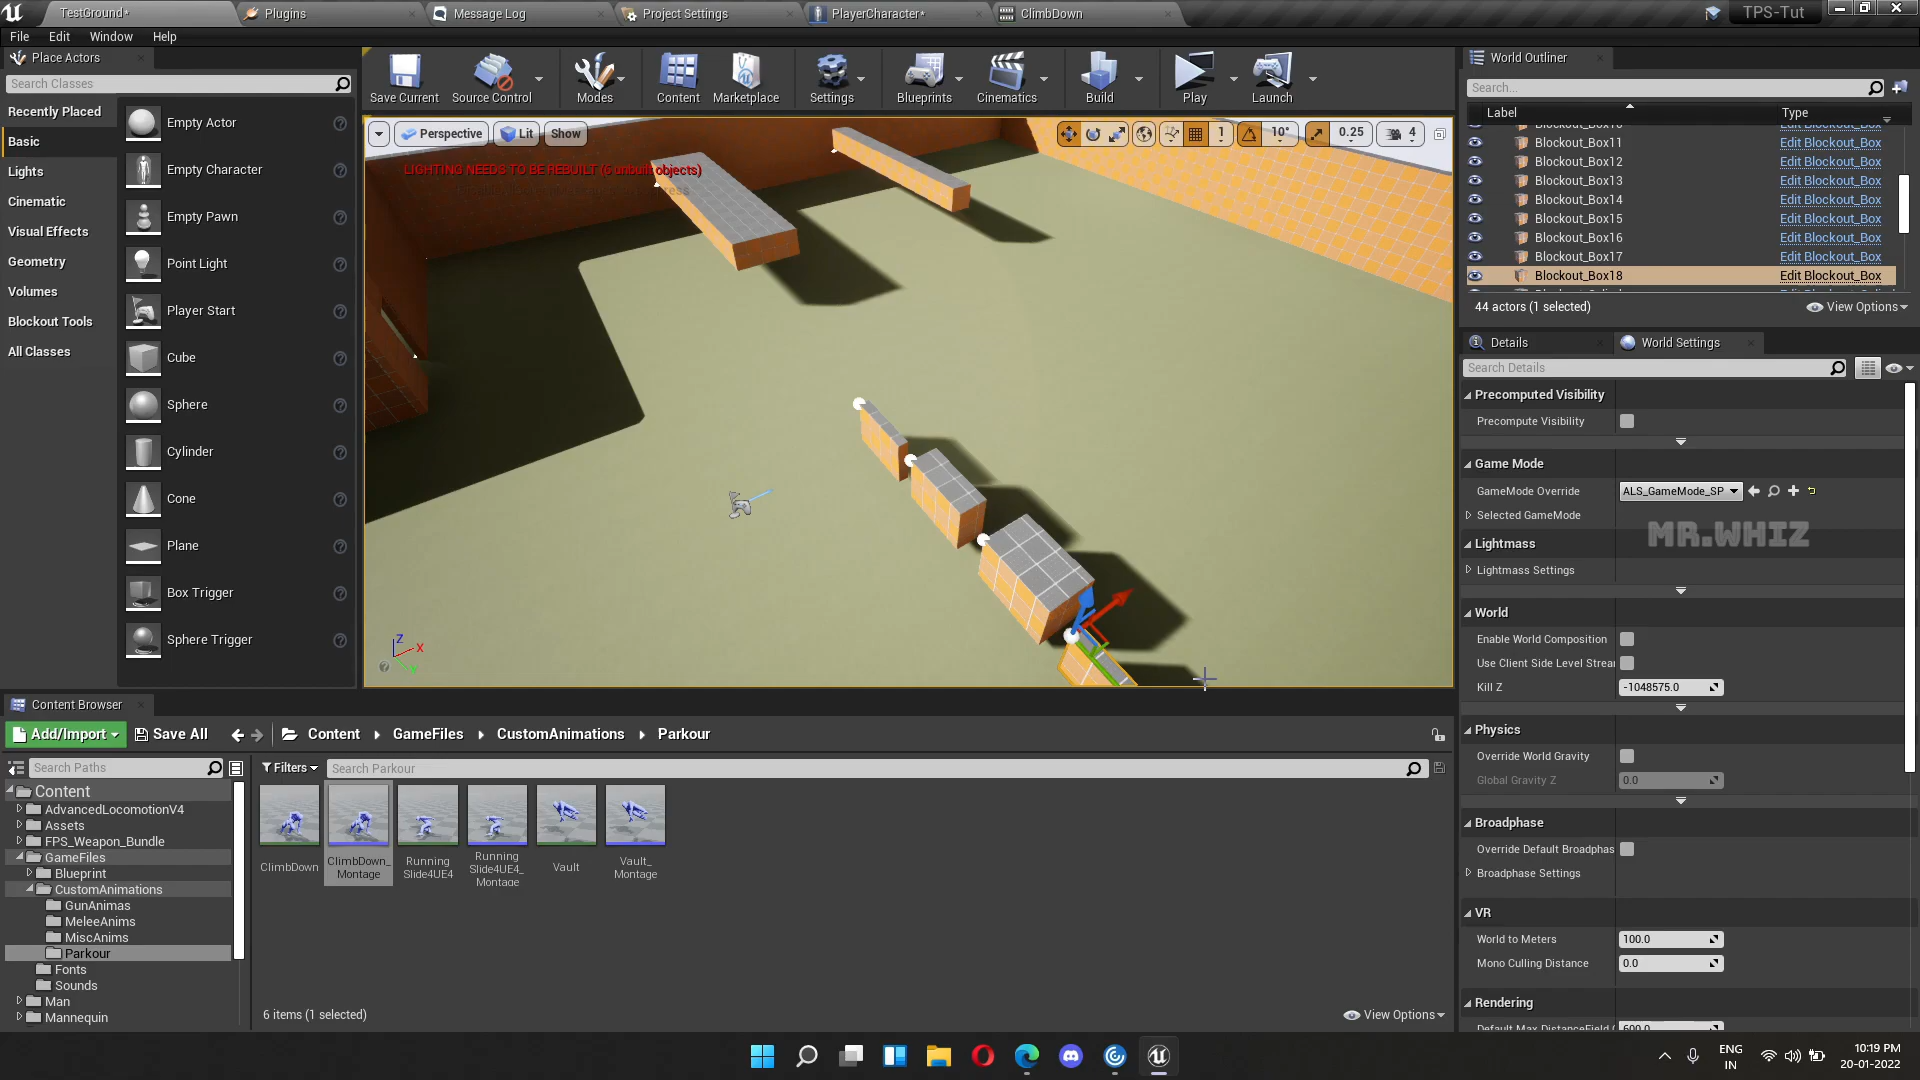 TestGround*
Plugins
Message Log
Project Settings
PlayerCharacter*
ClimbDown
TPS-Tut
File
Edit
Window
Help
Place Actors
Search Classes
Recently Placed
Basic
Lights
Cinematic
Visual Effects
Geometry
Volumes
Blockout Tools
All Classes
Empty Actor
Empty Character
Empty Pawn
Point Light
Player Start
Cube
Sphere
Cylinder
Cone
Plane
Box Trigger
Sphere Trigger
Save Current
Source Control
Modes
Content
Marketplace
Settings
Blueprints
Cinematics
Build
Play
Launch
Perspective
Lit
Show
1
10°
0.25
4
LIGHTING NEEDS TO BE REBUILT (6 unbuilt objects)
Z
X
Y
World Outliner
Search...
Label
Type
Blockout_Box10 Edit Blockout_Box
Blockout_Box11 Edit Blockout_Box
Blockout_Box12 Edit Blockout_Box
Blockout_Box13 Edit Blockout_Box
Blockout_Box14 Edit Blockout_Box
Blockout_Box15 Edit Blockout_Box
Blockout_Box16 Edit Blockout_Box
Blockout_Box17 Edit Blockout_Box
Blockout_Box18 Edit Blockout_Box
44 actors (1 selected)
View Options
Details
World Settings
Search Details
Precomputed Visibility
Precompute Visibility
Game Mode
GameMode Override
ALS_GameMode_SP
Selected GameMode
MR.WHIZ
Lightmass
Lightmass Settings
World
Enable World Composition
Use Client Side Level Strear
Kill Z
-1048575.0
Physics
Override World Gravity
Global Gravity Z
0.0
Broadphase
Override Default Broadphas
Broadphase Settings
VR
World to Meters
100.0
Mono Culling Distance
0.0
Rendering
Default Max DistanceField
600.0
Content Browser
Add/Import
Save All
Content
GameFiles
CustomAnimations
Parkour
Search Paths
Filters
Search Parkour
Content
AdvancedLocomotionV4
Assets
FPS_Weapon_Bundle
GameFiles
Blueprint
CustomAnimations
GunAnimas
MeleeAnims
MiscAnims
Parkour
Fonts
Sounds
Man
Mannequin
ClimbDown
ClimbDown_
Montage
Running
Slide4UE4
Running
Slide4UE4_
Montage
Vault
Vault_
Montage
6 items (1 selected)
View Options
ENG
IN
10:19 PM
20-01-2022